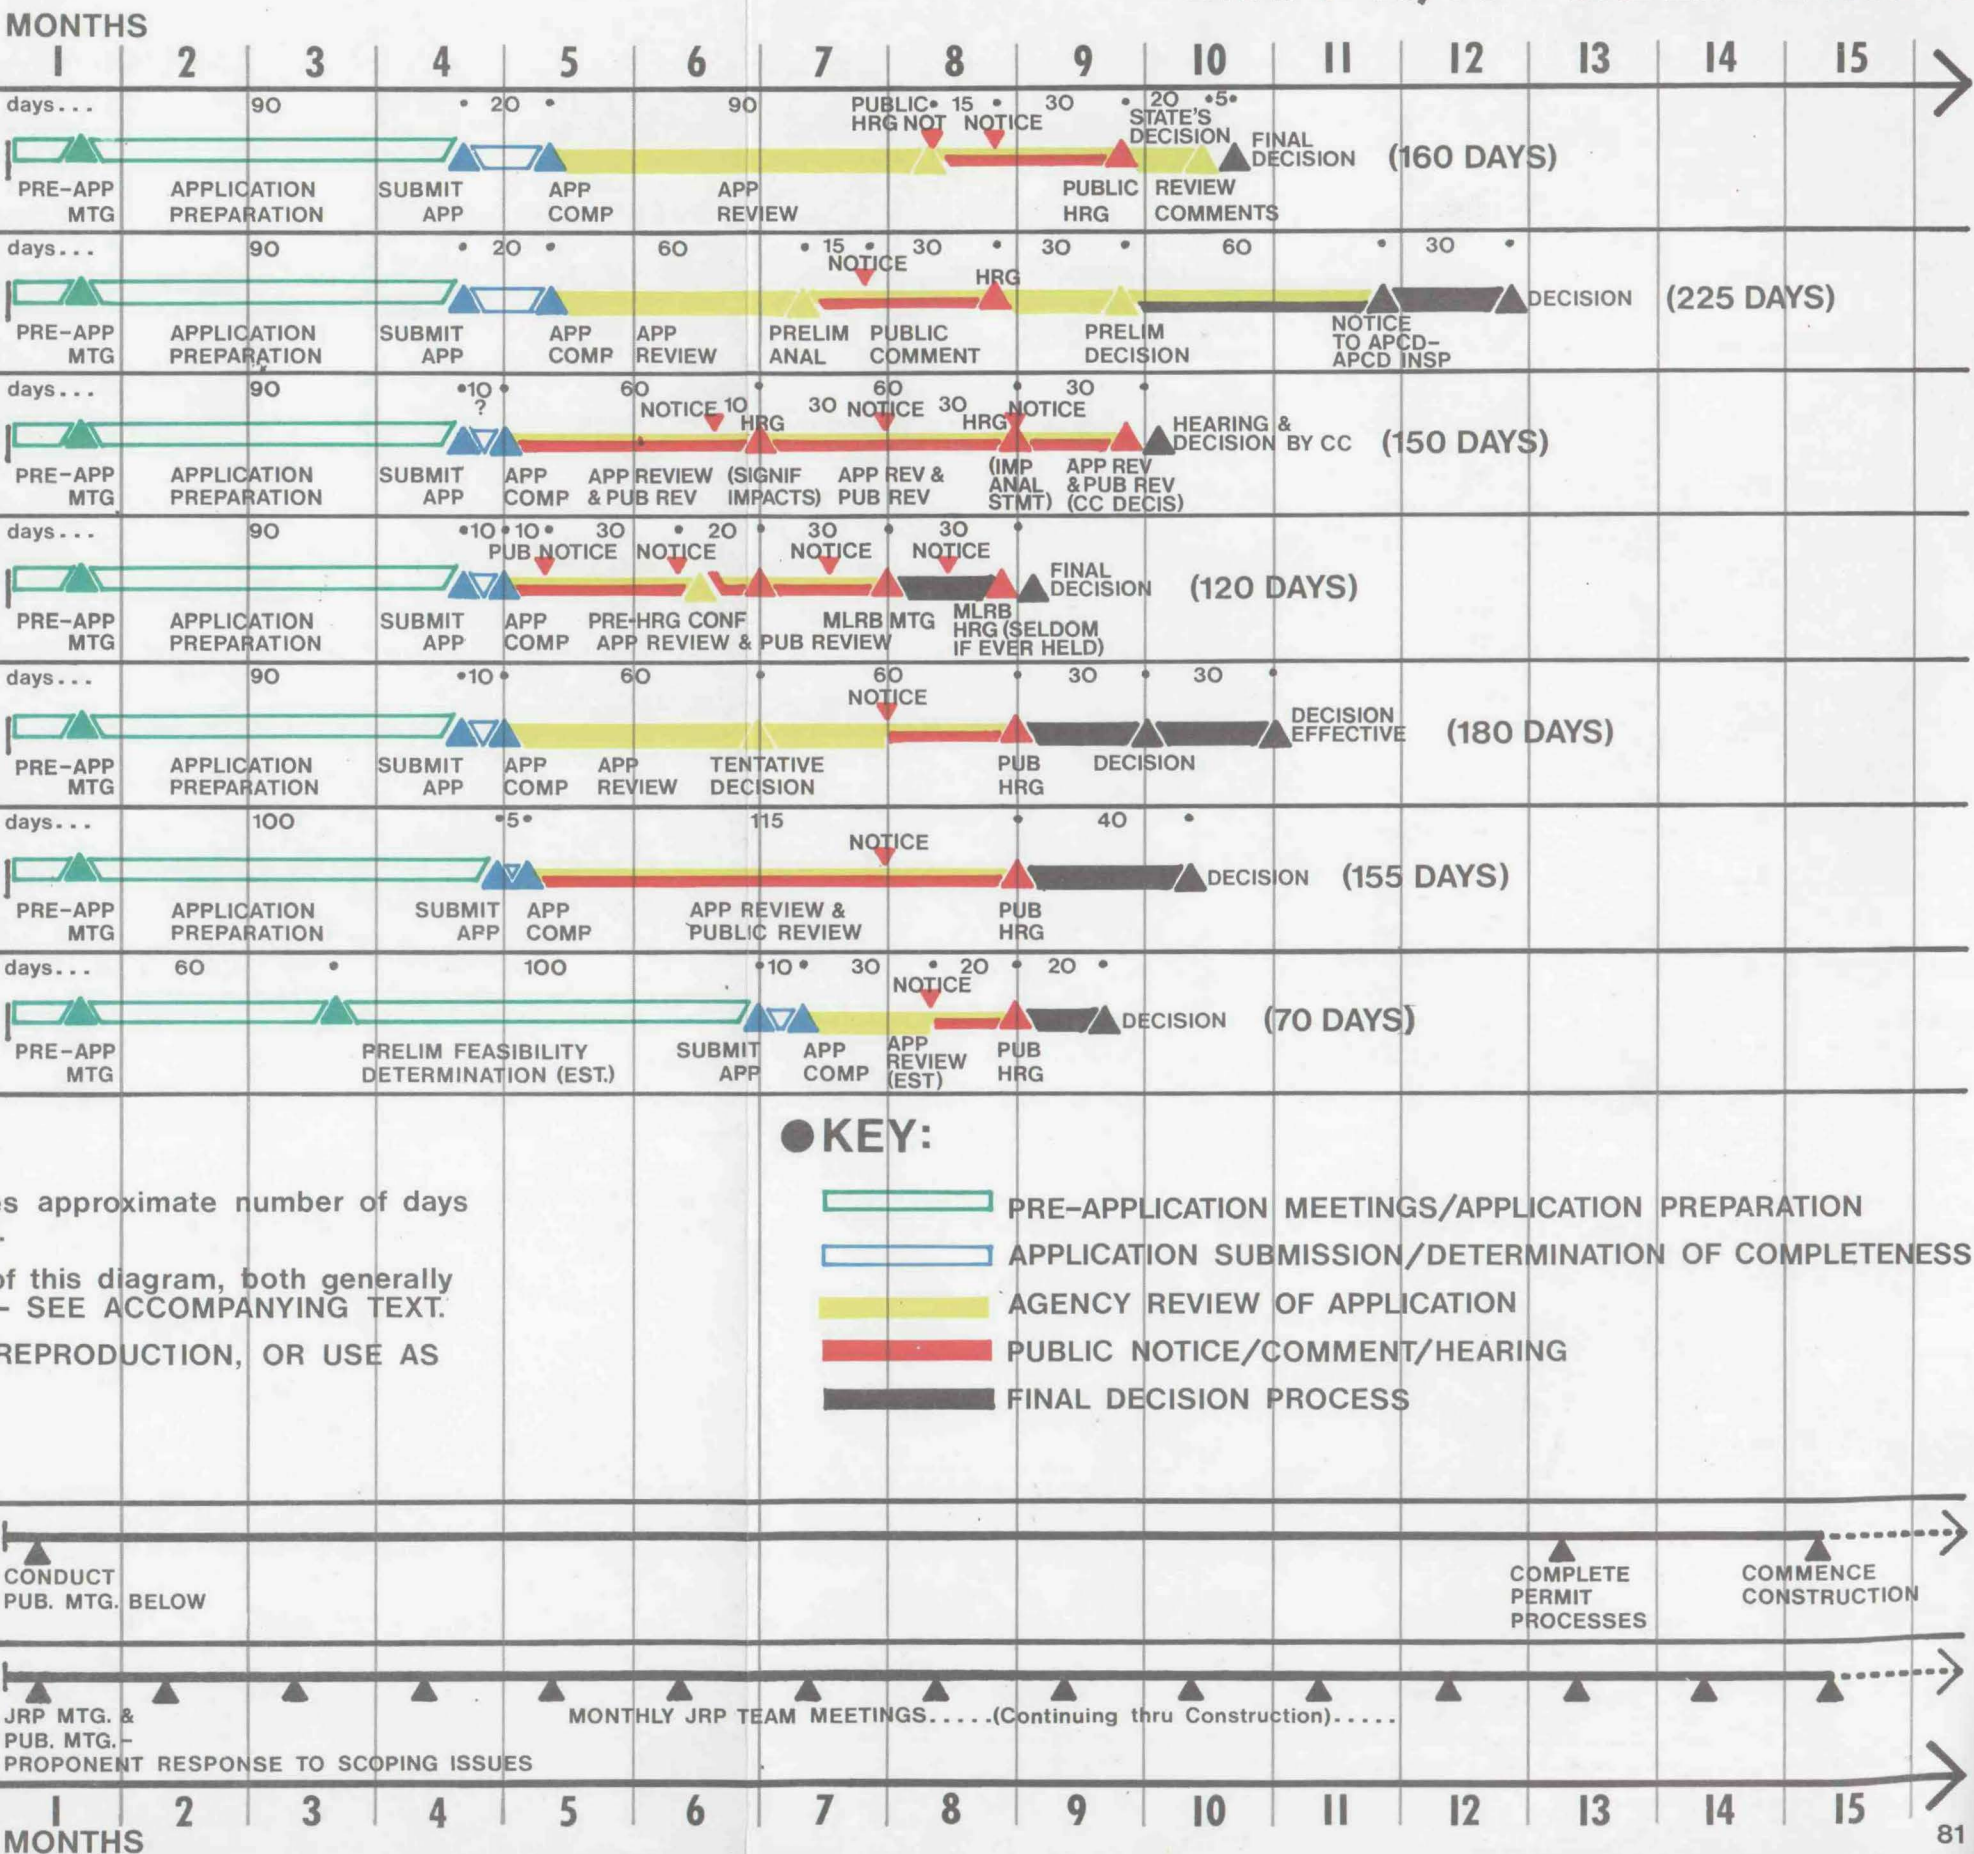 MONTHS
1 2 3 4 5 6 7 8 9 10 11 12 13 14 15
days... 90 • 20 • 90 PUBLIC• 15 • 30 • 20 •5•
HRG NOT NOTICE STATE'S
DECISION FINAL
DECISION (160 DAYS)
PRE-APP APPLICATION SUBMIT APP APP PUBLIC REVIEW
MTG PREPARATION APP COMP REVIEW HRG COMMENTS
days... 90 • 20 • 60 • 15 • 30 • 30 • 60 • 30 •
NOTICE HRG
DECISION (225 DAYS)
PRE-APP APPLICATION SUBMIT APP APP PRELIM PUBLIC PRELIM NOTICE
MTG PREPARATION APP COMP REVIEW ANAL COMMENT DECISION TO APCD-
APCD INSP
days... 90 •10• 60 • 60 • 30 •
? NOTICE 10 30 NOTICE 30 NOTICE
HRG HRG HEARING &
DECISION BY CC (150 DAYS)
PRE-APP APPLICATION SUBMIT APP APP REVIEW (SIGNIF APP REV & (IMP APP REV
MTG PREPARATION APP COMP & PUB REV IMPACTS) PUB REV ANAL & PUB REV
STMT) (CC DECIS)
days... 90 •10•10• 30 • 20 • 30 • 30 •
PUB NOTICE NOTICE NOTICE NOTICE
FINAL
DECISION (120 DAYS)
PRE-APP APPLICATION SUBMIT APP PRE-HRG CONF MLRB MTG MLRB
MTG PREPARATION APP COMP APP REVIEW & PUB REVIEW HRG (SELDOM
IF EVER HELD)
days... 90 •10• 60 • 60 • 30 • 30 •
NOTICE
DECISION
EFFECTIVE (180 DAYS)
PRE-APP APPLICATION SUBMIT APP APP TENTATIVE PUB DECISION
MTG PREPARATION APP COMP REVIEW DECISION HRG
days... 100 •5• 115 • 40 •
NOTICE
DECISION (155 DAYS)
PRE-APP APPLICATION SUBMIT APP APP REVIEW & PUB
MTG PREPARATION APP COMP PUBLIC REVIEW HRG
days... 60 • 100 •10• 30 • 20 • 20 •
NOTICE
DECISION (70 DAYS)
PRE-APP PRELIM FEASIBILITY SUBMIT APP APP PUB
MTG DETERMINATION (EST.) APP COMP REVIEW HRG
(EST)
● KEY:
s approximate number of days
PRE-APPLICATION MEETINGS/APPLICATION PREPARATION
APPLICATION SUBMISSION/DETERMINATION OF COMPLETENESS
of this diagram, both generally
- SEE ACCOMPANYING TEXT.
AGENCY REVIEW OF APPLICATION
REPRODUCTION, OR USE AS
PUBLIC NOTICE/COMMENT/HEARING
FINAL DECISION PROCESS
CONDUCT
PUB. MTG. BELOW
COMPLETE
PERMIT
PROCESSES
COMMENCE
CONSTRUCTION
JRP MTG. &
PUB. MTG.-
PROPONENT RESPONSE TO SCOPING ISSUES
MONTHLY JRP TEAM MEETINGS.....(Continuing thru Construction).....
1 2 3 4 5 6 7 8 9 10 11 12 13 14 15
MONTHS
81